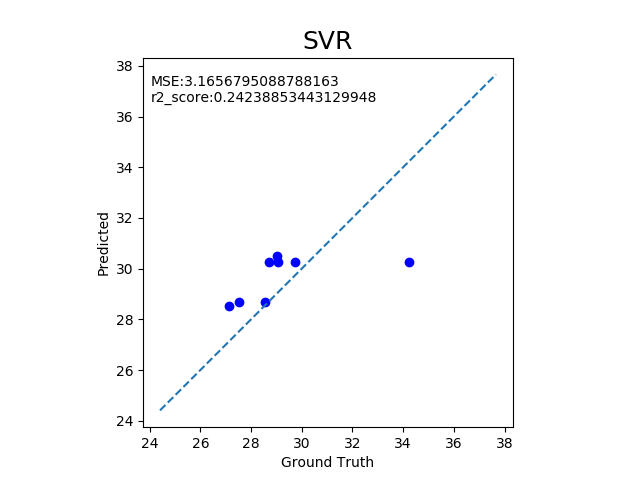 SVR
MSE:3.1656795088788163
r2_score:0.24238853443129948
38
36
34
32
30
28
26
24
Predicted
24 26 28 30 32 34 36 38
Ground Truth